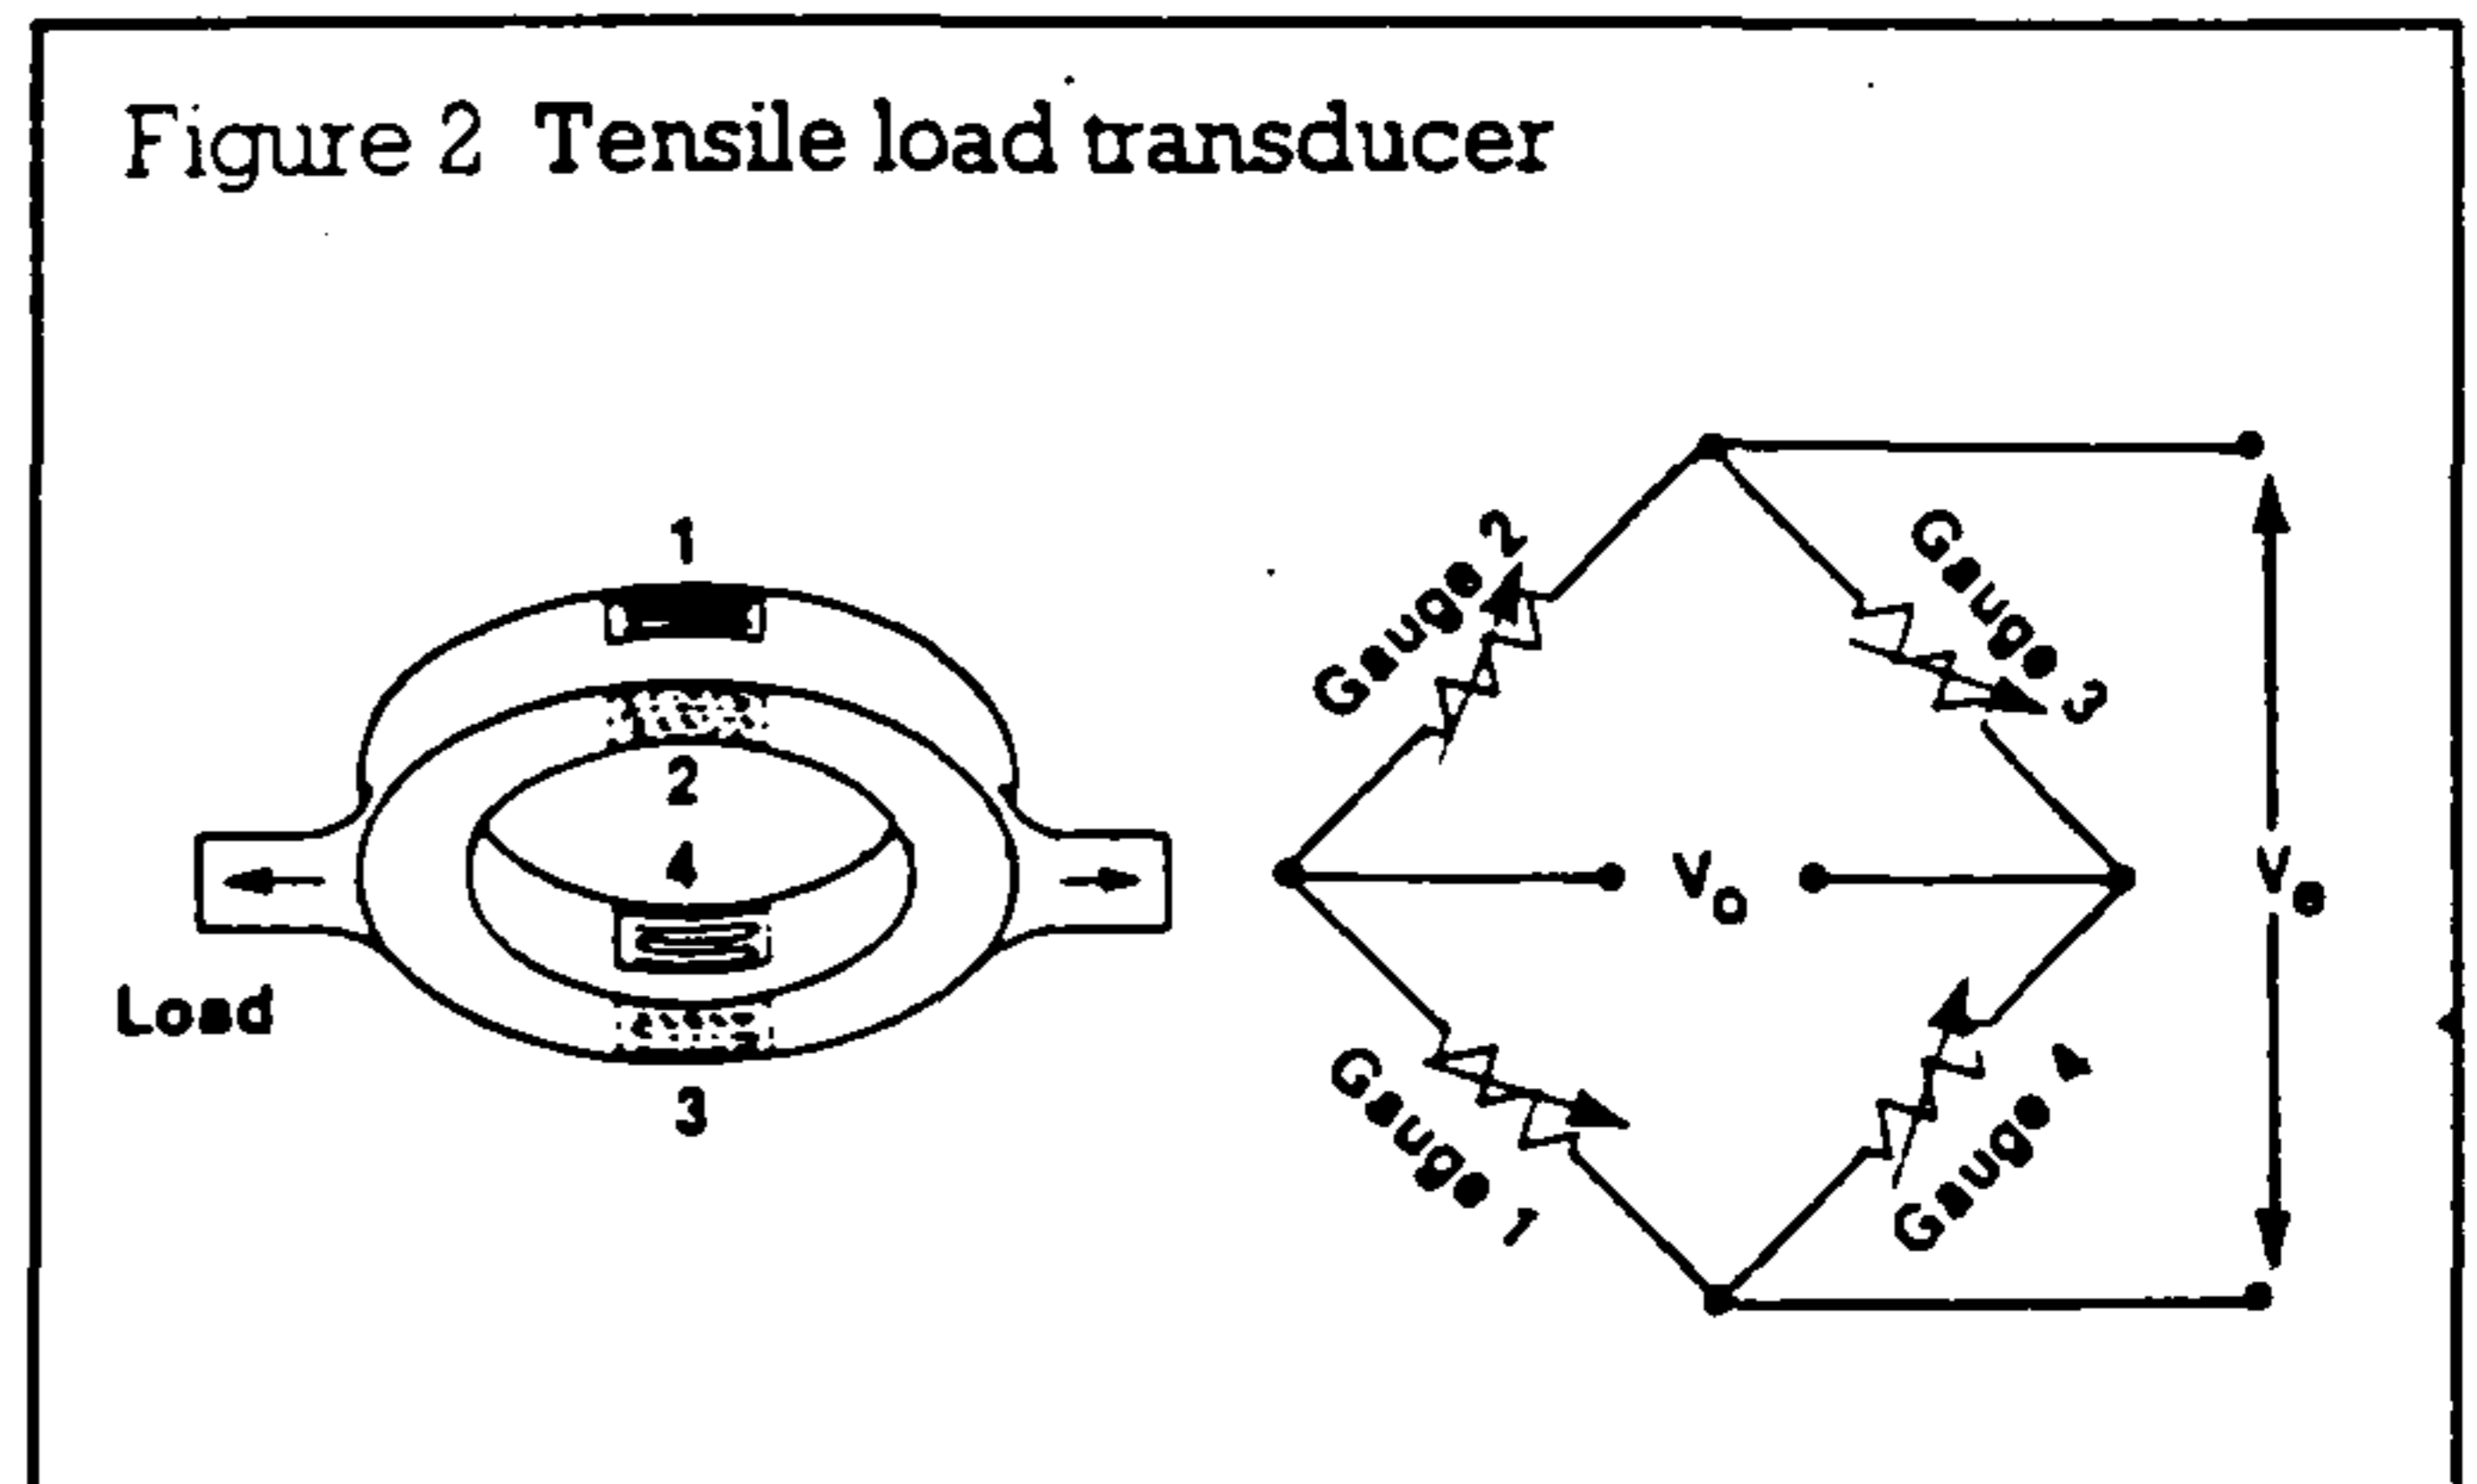 Figure 2 Tensile load transducer
1
2
4
Load
3
Gauge 2
Gauge 3
Vo
Ve
Gauge 1
Gauge 4